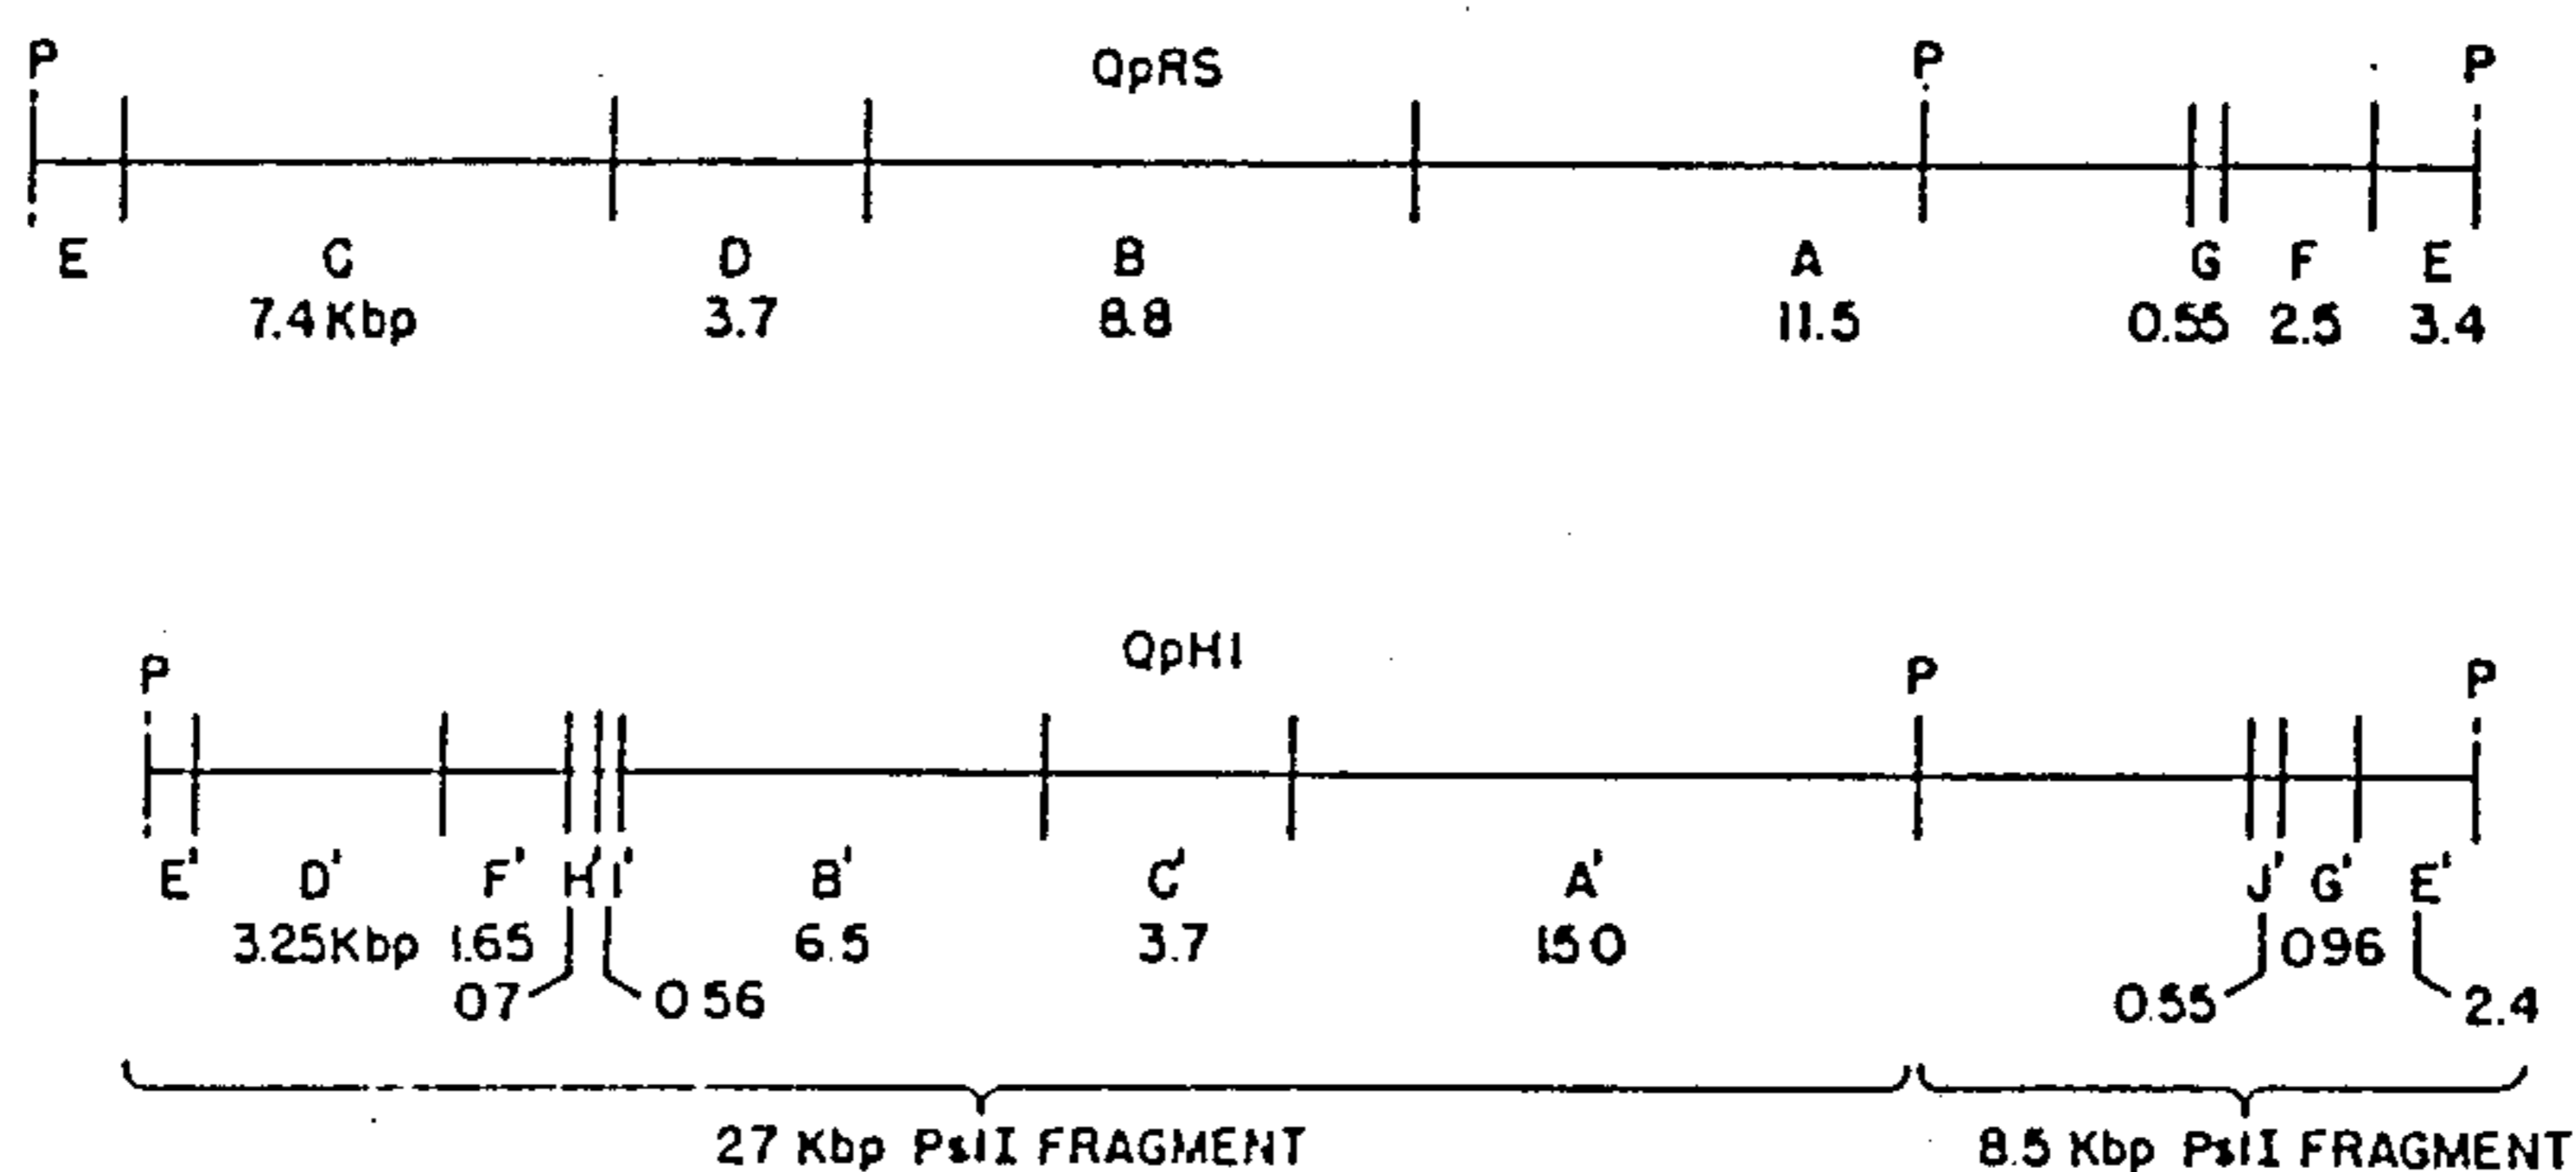 QpRS
P P P
E C D B A G F E
7.4 Kbp 3.7 8.8 11.5 0.55 2.5 3.4
QpH1
P P P
E' D' F' H' I' B' C' A' J' G' E'
3.25Kbp 1.65 6.5 3.7 15 0 0 96
0 7 0 56 0.55 2.4
27 Kbp PstI FRAGMENT 8.5 Kbp PstI FRAGMENT